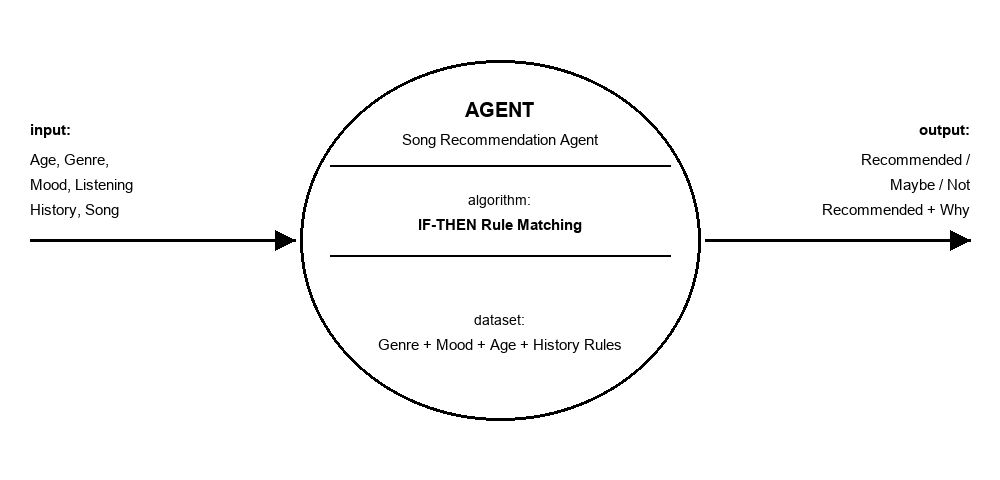 AGENT
Song Recommendation Agent
input:
Age, Genre,
Mood, Listening
History, Song
algorithm:
IF-THEN Rule Matching
dataset:
Genre + Mood + Age + History Rules
output:
Recommended /
Maybe / Not
Recommended + Why